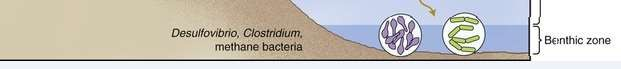 Desulfovibrio, Clostridium,
methane bacteria
Benthic zone